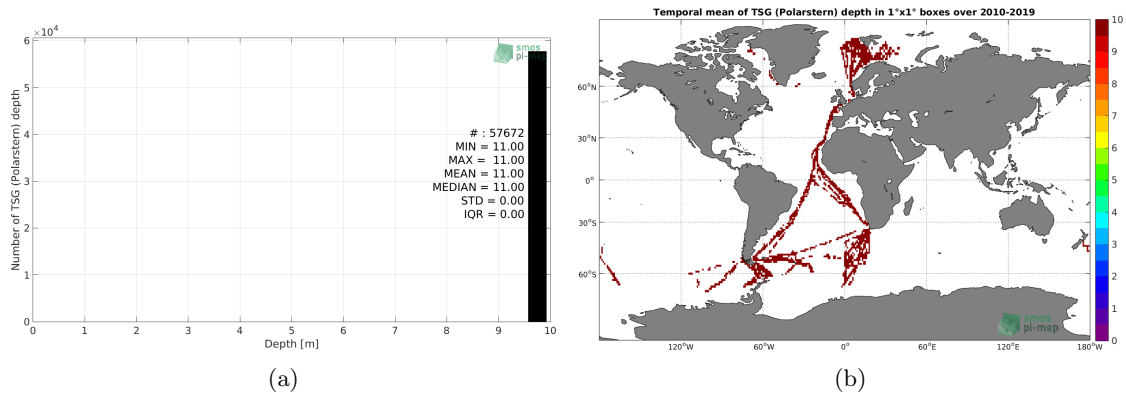 ×10⁴
6
5
4
3
2
1
0
Number of TSG (Polarstern) depth
smos
pi-mep
# : 57672
MIN = 11.00
MAX = 11.00
MEAN = 11.00
MEDIAN = 11.00
STD = 0.00
IQR = 0.00
0 1 2 3 4 5 6 7 8 9 10
Depth [m]
(a)
Temporal mean of TSG (Polarstern) depth in 1°x1° boxes over 2010-2019
60°N
30°N
0°
30°S
60°S
120°W 60°W 0° 60°E 120°E 180°W
smos
pi-mep
10
9
8
7
6
5
4
3
2
1
0
(b)